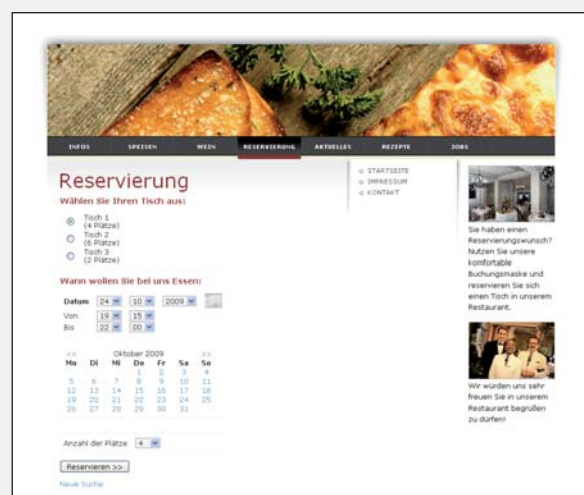 INFOS SPEISEN WEIN RESERVIERUNG AKTUELLES REZEPTE JOBS
Reservierung
Wählen Sie Ihren Tisch aus:
Tisch 1
(4 Plätze)
Tisch 2
(6 Plätze)
Tisch 3
(2 Plätze)
Wann wollen Sie bei uns Essen:
Datum 24 10 2009
Von 19 15
Bis 22 00
<< Oktober 2009 >>
Mo Di Mi Do Fr Sa So
1 2 3 4
5 6 7 8 9 10 11
12 13 14 15 16 17 18
19 20 21 22 23 24 25
26 27 28 29 30 31
Anzahl der Plätze 4
Reservieren >>
Neue Suche
STARTSEITE
IMPRESSUM
KONTAKT
Sie haben einen
Reservierungswunsch?
Nutzen Sie unsere
komfortable
Buchungsmaske und
reservieren Sie sich
einen Tisch in unserem
Restaurant.
Wir würden uns sehr
freuen Sie in unserem
Restaurant begrüßen
zu dürfen!